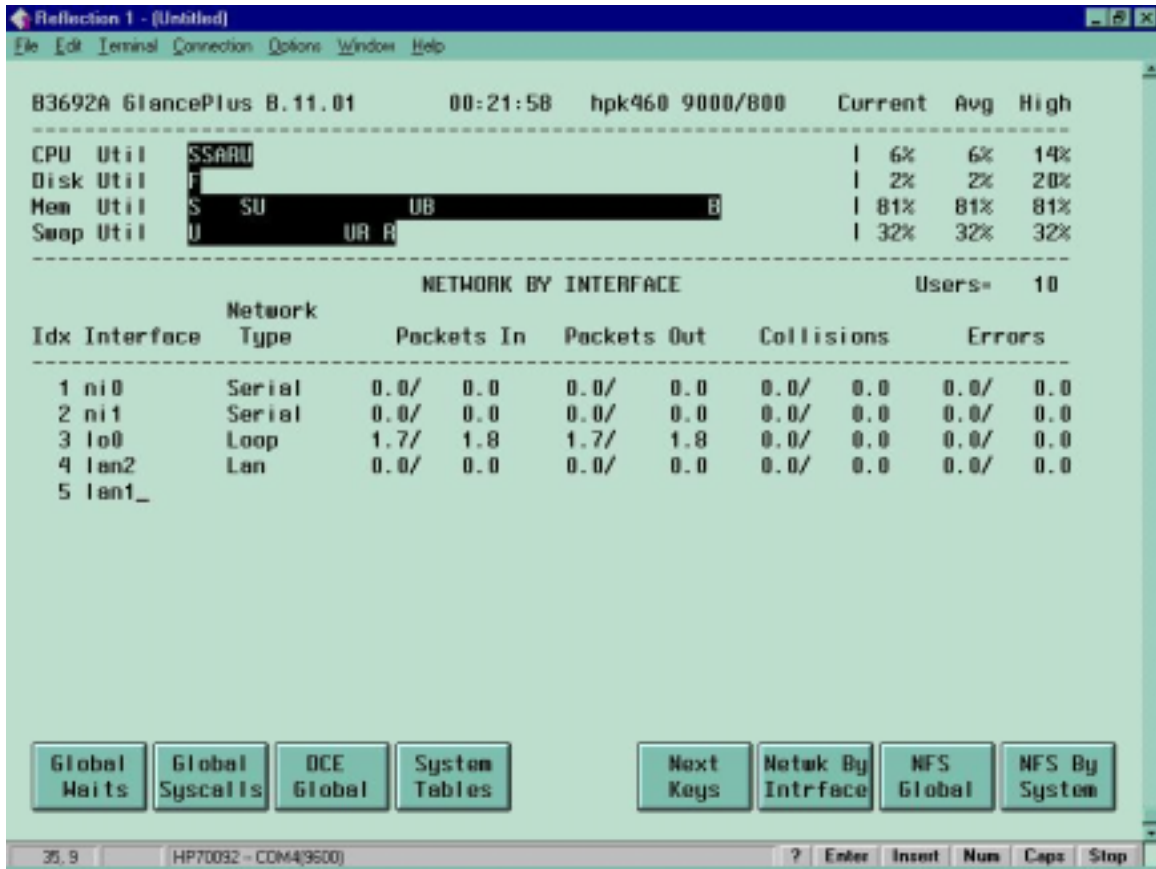 Reflection 1 - (Untitled)
File Edit Terminal Connection Options Window Help
B3692A GlancePlus B.11.01 00:21:58 hpk460 9000/800 Current Avg High
CPU Util SSARU | 6% 6% 14%
Disk Util F | 2% 2% 20%
Mem Util S SU UB B | 81% 81% 81%
Swap Util U UR R | 32% 32% 32%
NETWORK BY INTERFACE Users= 10
Network
Idx Interface Type Packets In Packets Out Collisions Errors
1 ni0 Serial 0.0/ 0.0 0.0/ 0.0 0.0/ 0.0 0.0/ 0.0
2 ni1 Serial 0.0/ 0.0 0.0/ 0.0 0.0/ 0.0 0.0/ 0.0
3 lo0 Loop 1.7/ 1.8 1.7/ 1.8 0.0/ 0.0 0.0/ 0.0
4 lan2 Lan 0.0/ 0.0 0.0/ 0.0 0.0/ 0.0 0.0/ 0.0
5 lan1_
Global Waits
Global Syscalls
DCE Global
System Tables
Next Keys
Netwk By Intrface
NFS Global
NFS By System
35, 9 HP70092 - COM4(9600) ? Enter Insert Num Caps Stop